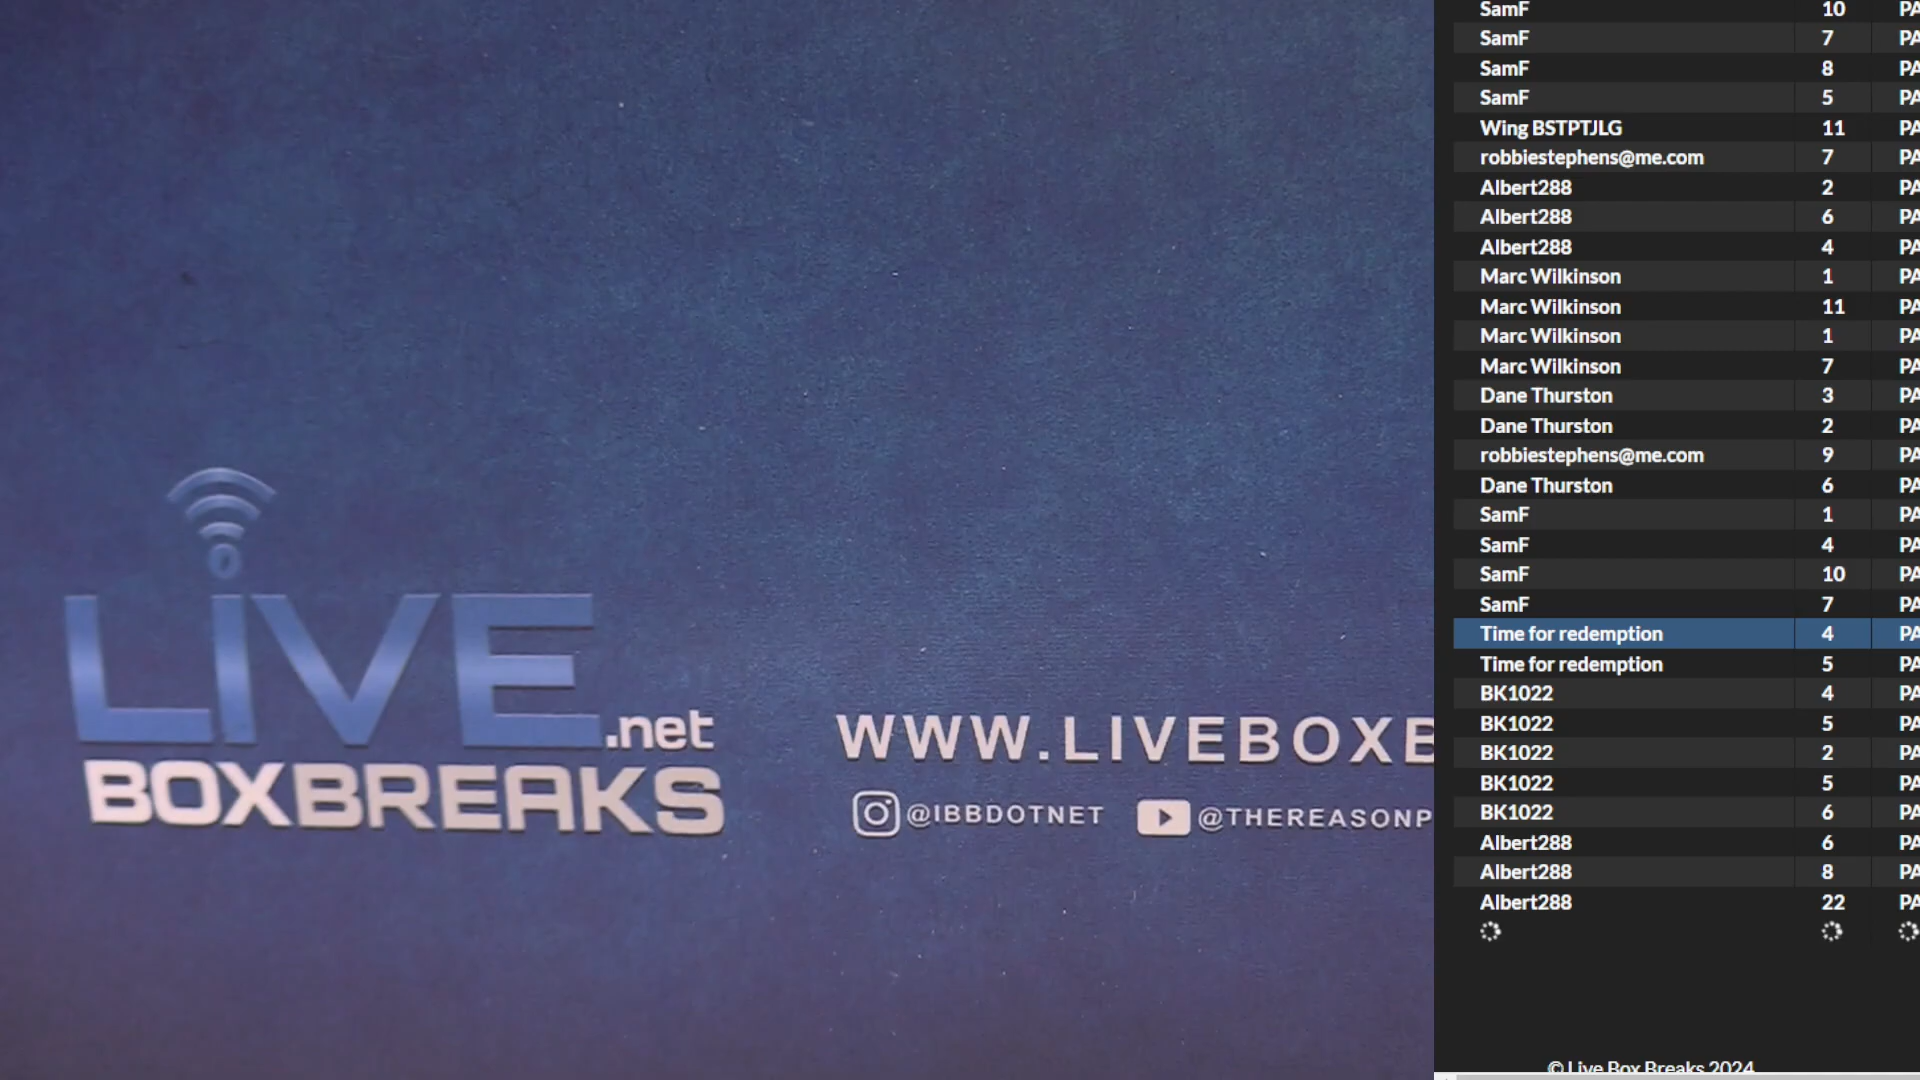 LIVE.net
BOXBREAKS
WWW.LIVEBOXB
@IBBDOTNET @THEREASONP
SamF 10 PA
SamF 7 PA
SamF 8 PA
SamF 5 PA
Wing BSTPTJLG 11 PA
robbiestephens@me.com 7 PA
Albert288 2 PA
Albert288 6 PA
Albert288 4 PA
Marc Wilkinson 1 PA
Marc Wilkinson 11 PA
Marc Wilkinson 1 PA
Marc Wilkinson 7 PA
Dane Thurston 3 PA
Dane Thurston 2 PA
robbiestephens@me.com 9 PA
Dane Thurston 6 PA
SamF 1 PA
SamF 4 PA
SamF 10 PA
SamF 7 PA
Time for redemption 4 PA
Time for redemption 5 PA
BK1022 4 PA
BK1022 5 PA
BK1022 2 PA
BK1022 5 PA
BK1022 6 PA
Albert288 6 PA
Albert288 8 PA
Albert288 22 PA
© Live Box Breaks 2024